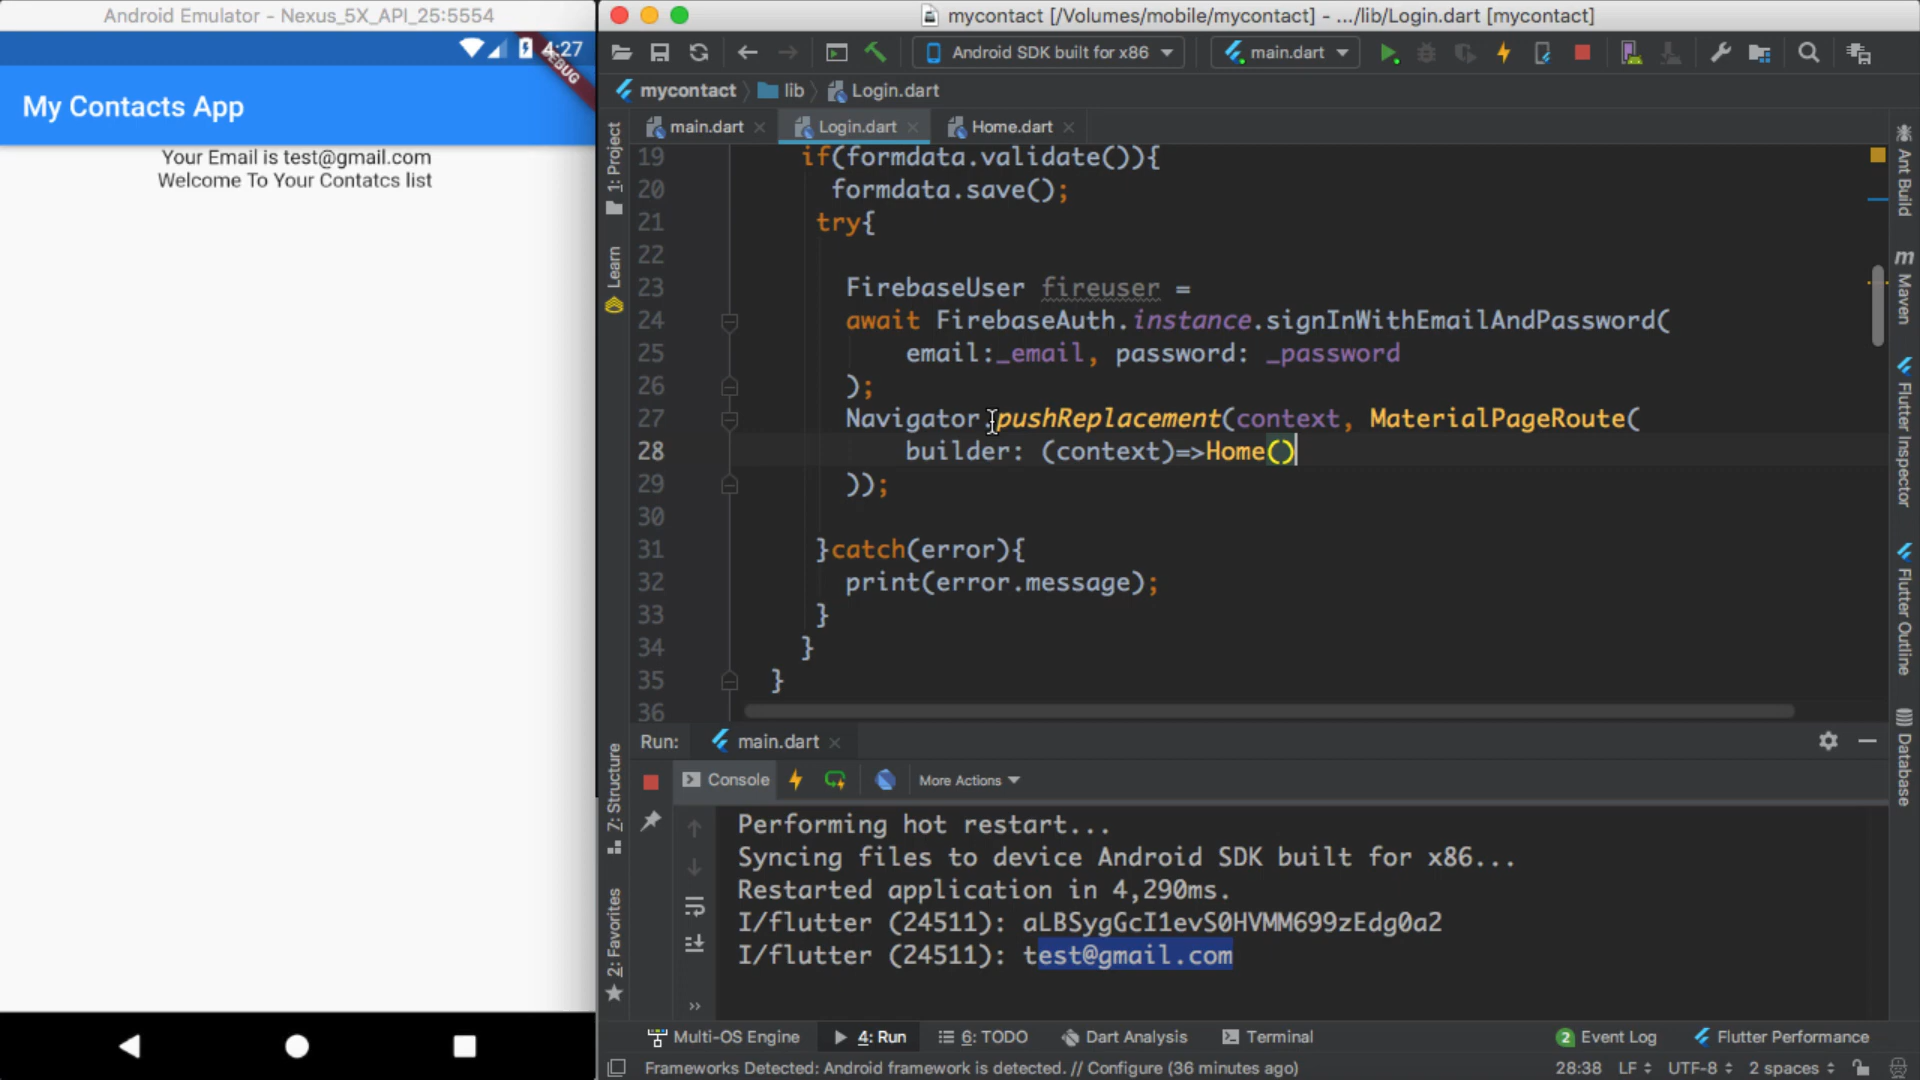 Android Emulator - Nexus_5X_API_25:5554
4:27
DEBUG
My Contacts App
Your Email is test@gmail.com
Welcome To Your Contatcs list
mycontact [/Volumes/mobile/mycontact] - .../lib/Login.dart [mycontact]
Android SDK built for x86
main.dart
mycontact
lib
Login.dart
main.dart
Login.dart
Home.dart
1: Project
Learn
Z: Structure
2: Favorites
19 if(formdata.validate()){
20 formdata.save();
21 try{
22
23 FirebaseUser fireuser =
24 await FirebaseAuth.instance.signInWithEmailAndPassword(
25 email:_email, password: _password
26 );
27 Navigator.pushReplacement(context, MaterialPageRoute(
28 builder: (context)=>Home()
29 ));
30
31 }catch(error){
32 print(error.message);
33 }
34 }
35 }
36
Ant Build
m
Maven
Flutter Inspector
Flutter Outline
Database
Run: main.dart
Console
More Actions
Performing hot restart...
Syncing files to device Android SDK built for x86...
Restarted application in 4,290ms.
I/flutter (24511): aLBSygGcI1evS0HVMM699zEdg0a2
I/flutter (24511): test@gmail.com
Multi-OS Engine
4: Run
6: TODO
Dart Analysis
Terminal
2 Event Log
Flutter Performance
Frameworks Detected: Android framework is detected. // Configure (36 minutes ago)
28:38 LF UTF-8 2 spaces